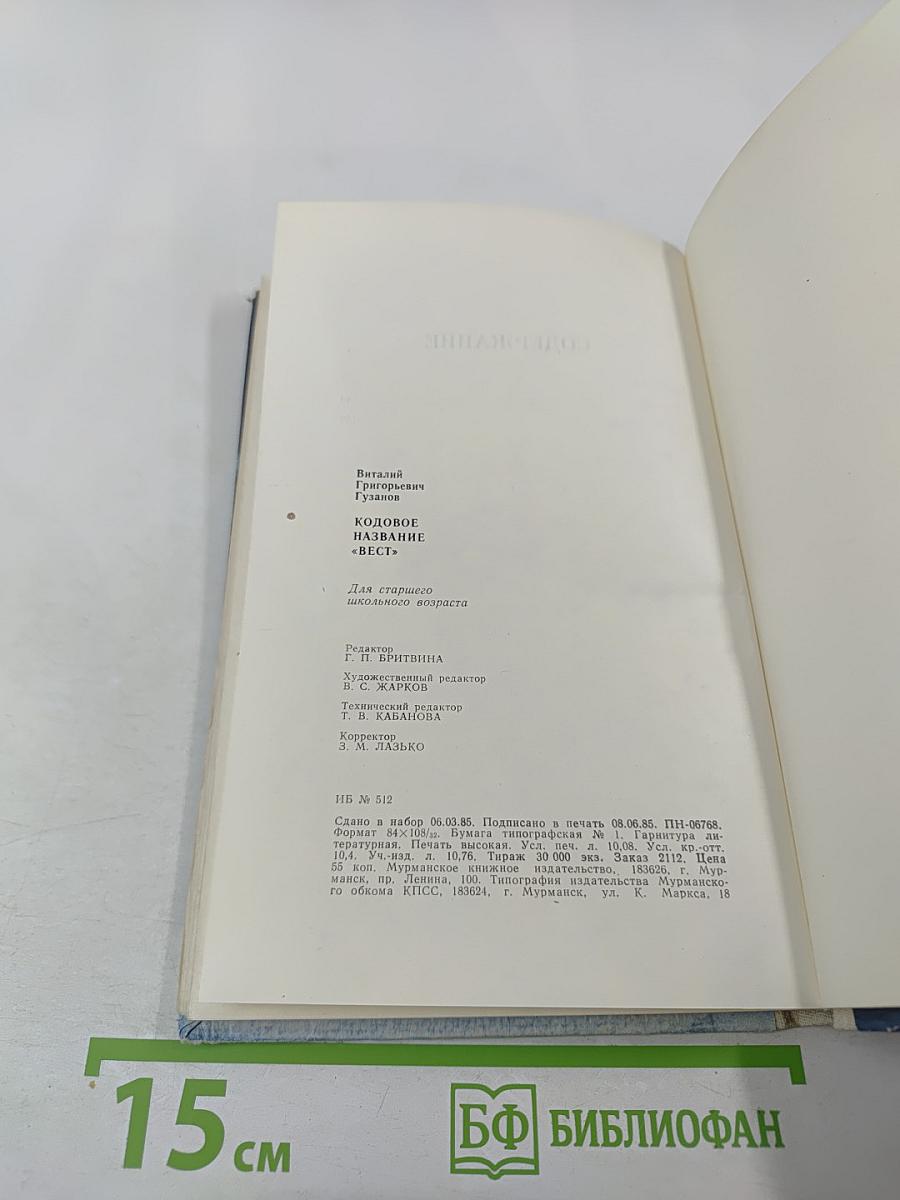 СОДЕРЖАНИЕ
Виталий
Григорьевич
Гузанов
КОДОВОЕ
НАЗВАНИЕ
«ВЕСТ»
Для старшего
школьного возраста
Редактор
Г. П. БРИТВИНА
Художественный редактор
В. С. ЖАРКОВ
Технический редактор
Т. В. КАБАНОВА
Корректор
З. М. ЛАЗЬКО
ИБ № 512
Сдано в набор 06.03.85. Подписано в печать 08.06.85. ПН-06768.
Формат 84×108/32. Бумага типографская № 1. Гарнитура ли-
тературная. Печать высокая. Усл. печ. л. 10,08. Усл. кр.-отт.
10,4. Уч.-изд. л. 10,76. Тираж 30 000 экз. Заказ 2112. Цена
55 коп. Мурманское книжное издательство, 183626, г. Мур-
манск, пр. Ленина, 100. Типография издательства Мурманско-
го обкома КПСС, 183624, г. Мурманск, ул. К. Маркса, 18
15 см
БФ БИБЛИОФАН